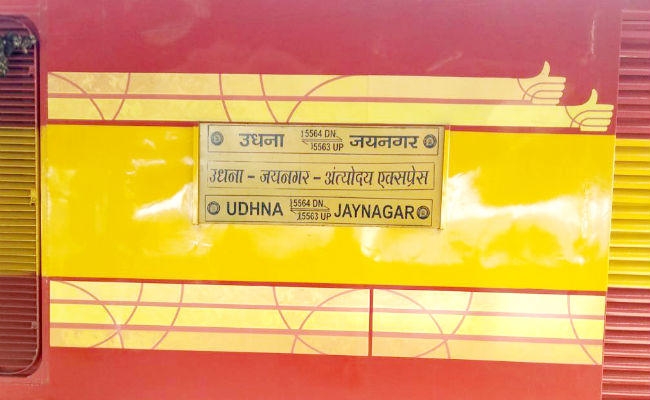 उधना 15564 DN 15563 UP जयनगर
उधना - जयनगर - अंत्योदय एक्सप्रेस
UDHNA 15564 DN 15563 UP JAYNAGAR